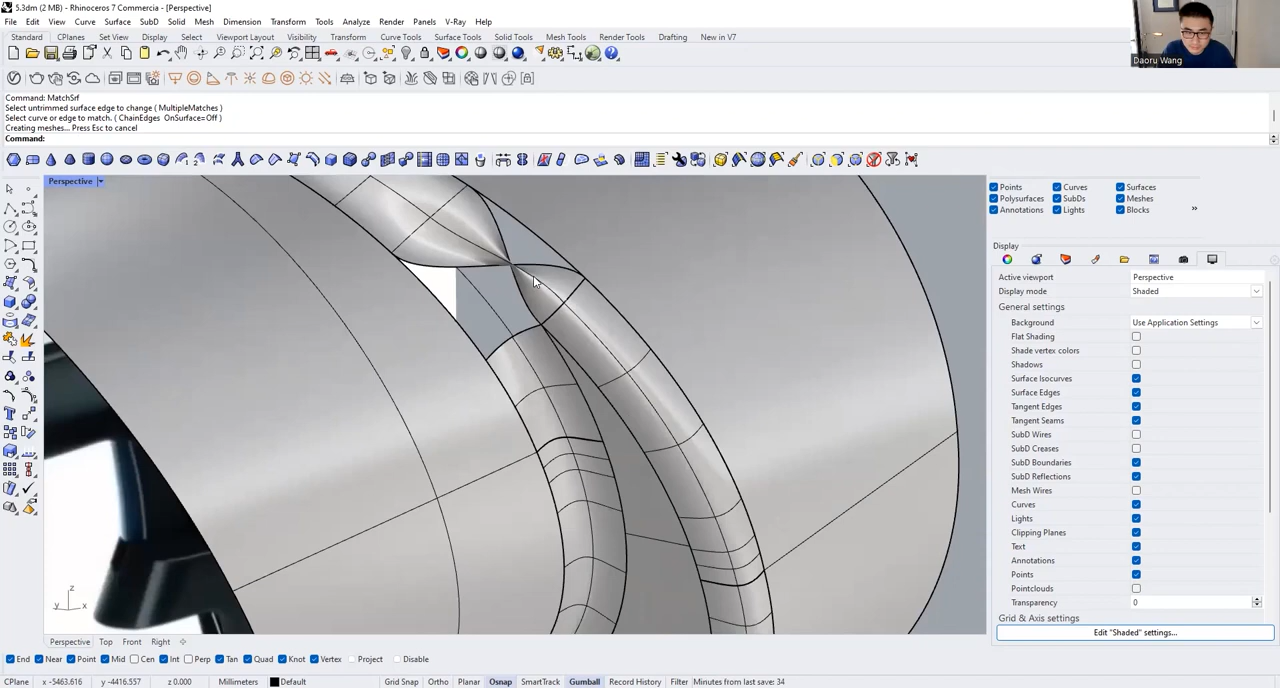 5.3dm (2 MB) - Rhinoceros 7 Commercia - [Perspective]
File Edit View Curve Surface SubD Solid Mesh Dimension Transform Tools Analyze Render Panels V-Ray Help
Standard CPlanes Set View Display Select Viewport Layout Visibility Transform Curve Tools Surface Tools Solid Tools Mesh Tools Render Tools Drafting New in V7
Daoru Wang
Command: MatchSrf
Select untrimmed surface edge to change ( MultipleMatches )
Select curve or edge to match. ( ChainEdges OnSurface=Off )
Creating meshes... Press Esc to cancel
Command:
Perspective
Points Curves Surfaces
Polysurfaces SubDs Meshes
Annotations Lights Blocks
Display
Active viewport Perspective
Display mode Shaded
General settings
Background Use Application Settings
Flat Shading
Shade vertex colors
Shadows
Surface Isocurves
Surface Edges
Tangent Edges
Tangent Seams
SubD Wires
SubD Creases
SubD Boundaries
SubD Reflections
Mesh Wires
Curves
Lights
Clipping Planes
Text
Annotations
Points
Pointclouds
Transparency 0
Grid & Axis settings
Edit "Shaded" settings...
z
y x
Perspective Top Front Right
End Near Point Mid Cen Int Perp Tan Quad Knot Vertex Project Disable
CPlane x -5463.616 y -4416.557 z 0.000 Millimeters Default Grid Snap Ortho Planar Osnap SmartTrack Gumball Record History Filter Minutes from last save: 34